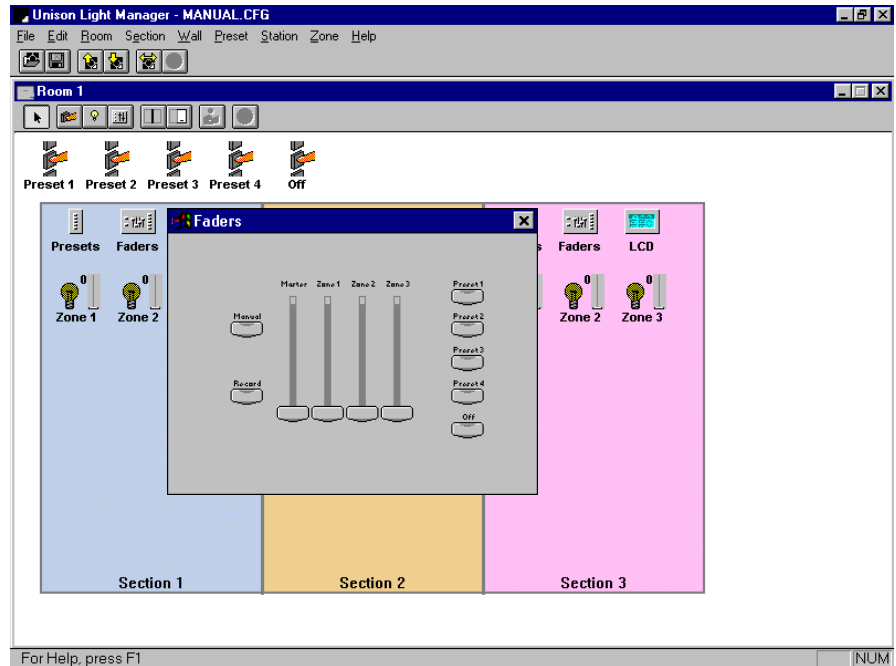 Unison Light Manager - MANUAL.CFG
File Edit Room Section Wall Preset Station Zone Help
Room 1
Preset 1 Preset 2 Preset 3 Preset 4 Off
Presets Faders Faders LCD
Faders
0 0 0 0
Zone 1 Zone 2 Zone 2 Zone 3
Master Zone 1 Zone 2 Zone 3
Manual
Record
Preset 1
Preset 2
Preset 3
Preset 4
Off
Section 1 Section 2 Section 3
For Help, press F1 NUM